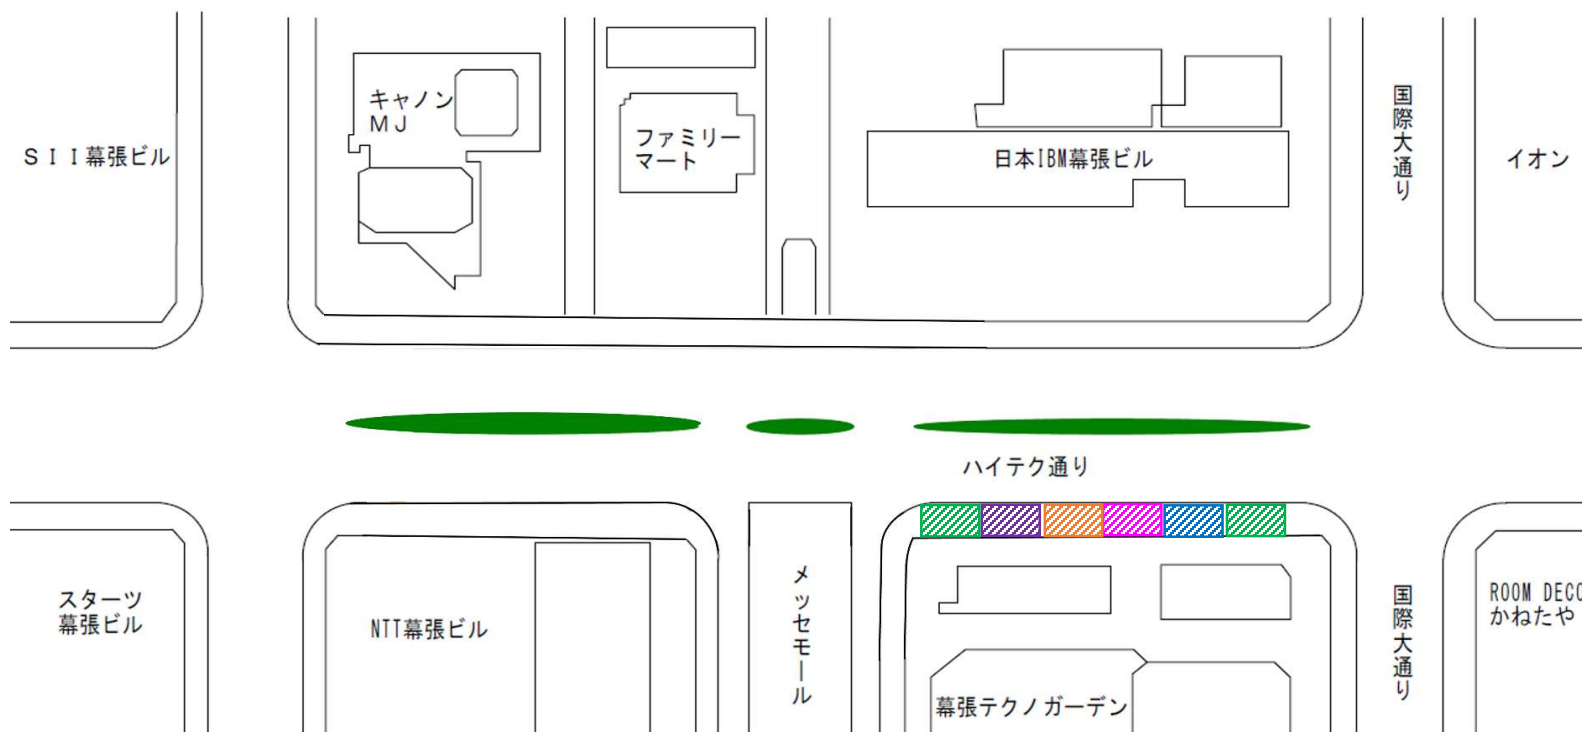 キャノン
ＭＪ
ファミリー
マート
ＳＩＩ幕張ビル
日本IBM幕張ビル
国際大通り
イオン
ハイテク通り
スターツ
幕張ビル
NTT幕張ビル
メッセモール
幕張テクノガーデン
国際大通り
ROOM DECO
かねたや